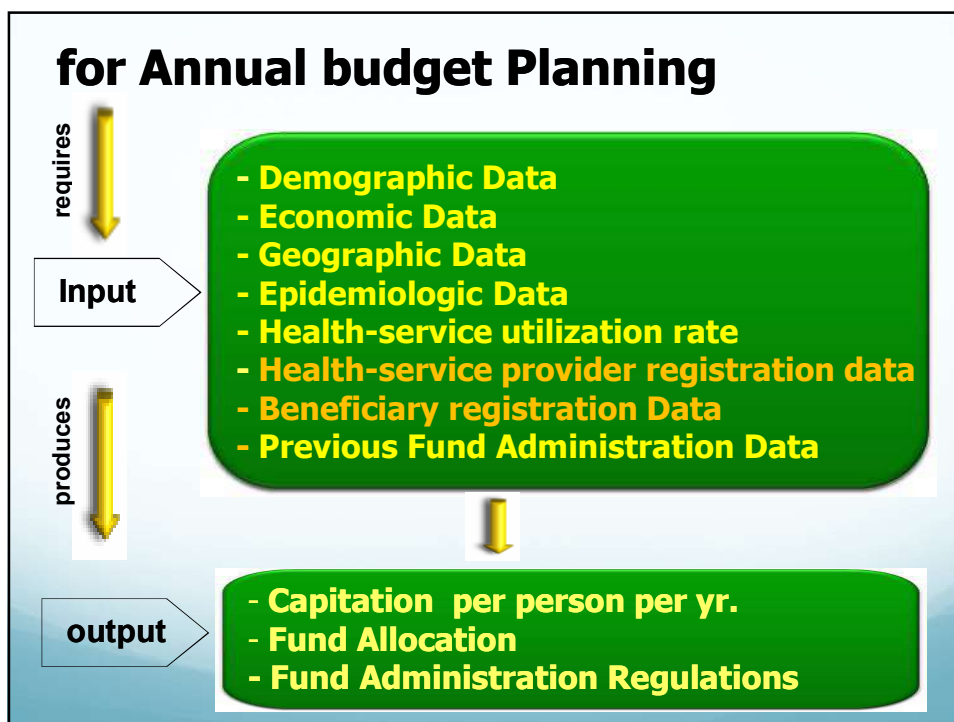 for Annual budget Planning
requires
Input
- Demographic Data
- Economic Data
- Geographic Data
- Epidemiologic Data
- Health-service utilization rate
- Health-service provider registration data
- Beneficiary registration Data
- Previous Fund Administration Data
produces
output
- Capitation per person per yr.
- Fund Allocation
- Fund Administration Regulations